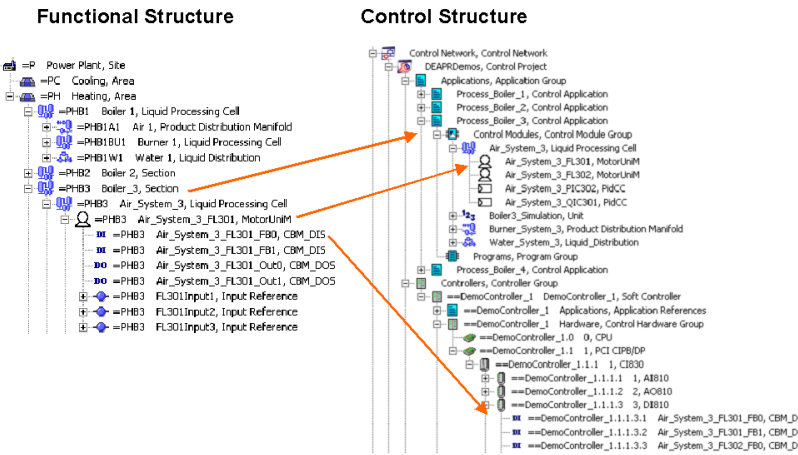 Functional Structure
=P Power Plant, Site
=PC Cooling, Area
=PH Heating, Area
=PHB1 Boiler 1, Liquid Processing Cell
=PHB1A1 Air 1, Product Distribution Manifold
=PHB1BU1 Burner 1, Liquid Processing Cell
=PHB1W1 Water 1, Liquid Distribution
=PHB2 Boiler 2, Section
=PHB3 Boiler_3, Section
=PHB3 Air_System_3, Liquid Processing Cell
=PHB3 Air_System_3_FL301, MotorUniM
DI =PHB3 Air_System_3_FL301_FB0, CBM_DIS
DI =PHB3 Air_System_3_FL301_FB1, CBM_DIS
DO =PHB3 Air_System_3_FL301_Out0, CBM_DOS
DO =PHB3 Air_System_3_FL301_Out1, CBM_DOS
=PHB3 FL301Input1, Input Reference
=PHB3 FL301Input2, Input Reference
=PHB3 FL301Input3, Input Reference
Control Structure
Control Network, Control Network
DEAPRDemos, Control Project
Applications, Application Group
Process_Boiler_1, Control Application
Process_Boiler_2, Control Application
Process_Boiler_3, Control Application
Control Modules, Control Module Group
Air_System_3, Liquid Processing Cell
Air_System_3_FL301, MotorUniM
Air_System_3_FL302, MotorUniM
Air_System_3_PIC302, PidCC
Air_System_3_QIC301, PidCC
1,2,3 Boiler3_Simulation, Unit
Burner_System_3, Product Distribution Manifold
Water_System_3, Liquid_Distribution
Programs, Program Group
Process_Boiler_4, Control Application
Controllers, Controller Group
==DemoController_1 DemoController_1, Soft Controller
==DemoController_1 Applications, Application References
==DemoController_1 Hardware, Control Hardware Group
==DemoController_1.0 0, CPU
==DemoController_1.1 1, PCI CIPB/DP
==DemoController_1.1.1 1, CI830
==DemoController_1.1.1.1 1, AI810
==DemoController_1.1.1.2 2, AO810
==DemoController_1.1.1.3 3, DI810
DI ==DemoController_1.1.1.3.1 Air_System_3_FL301_FB0, CBM_D
DI ==DemoController_1.1.1.3.2 Air_System_3_FL301_FB1, CBM_D
DI ==DemoController_1.1.1.3.3 Air_System_3_FL302_FB0, CBM_D